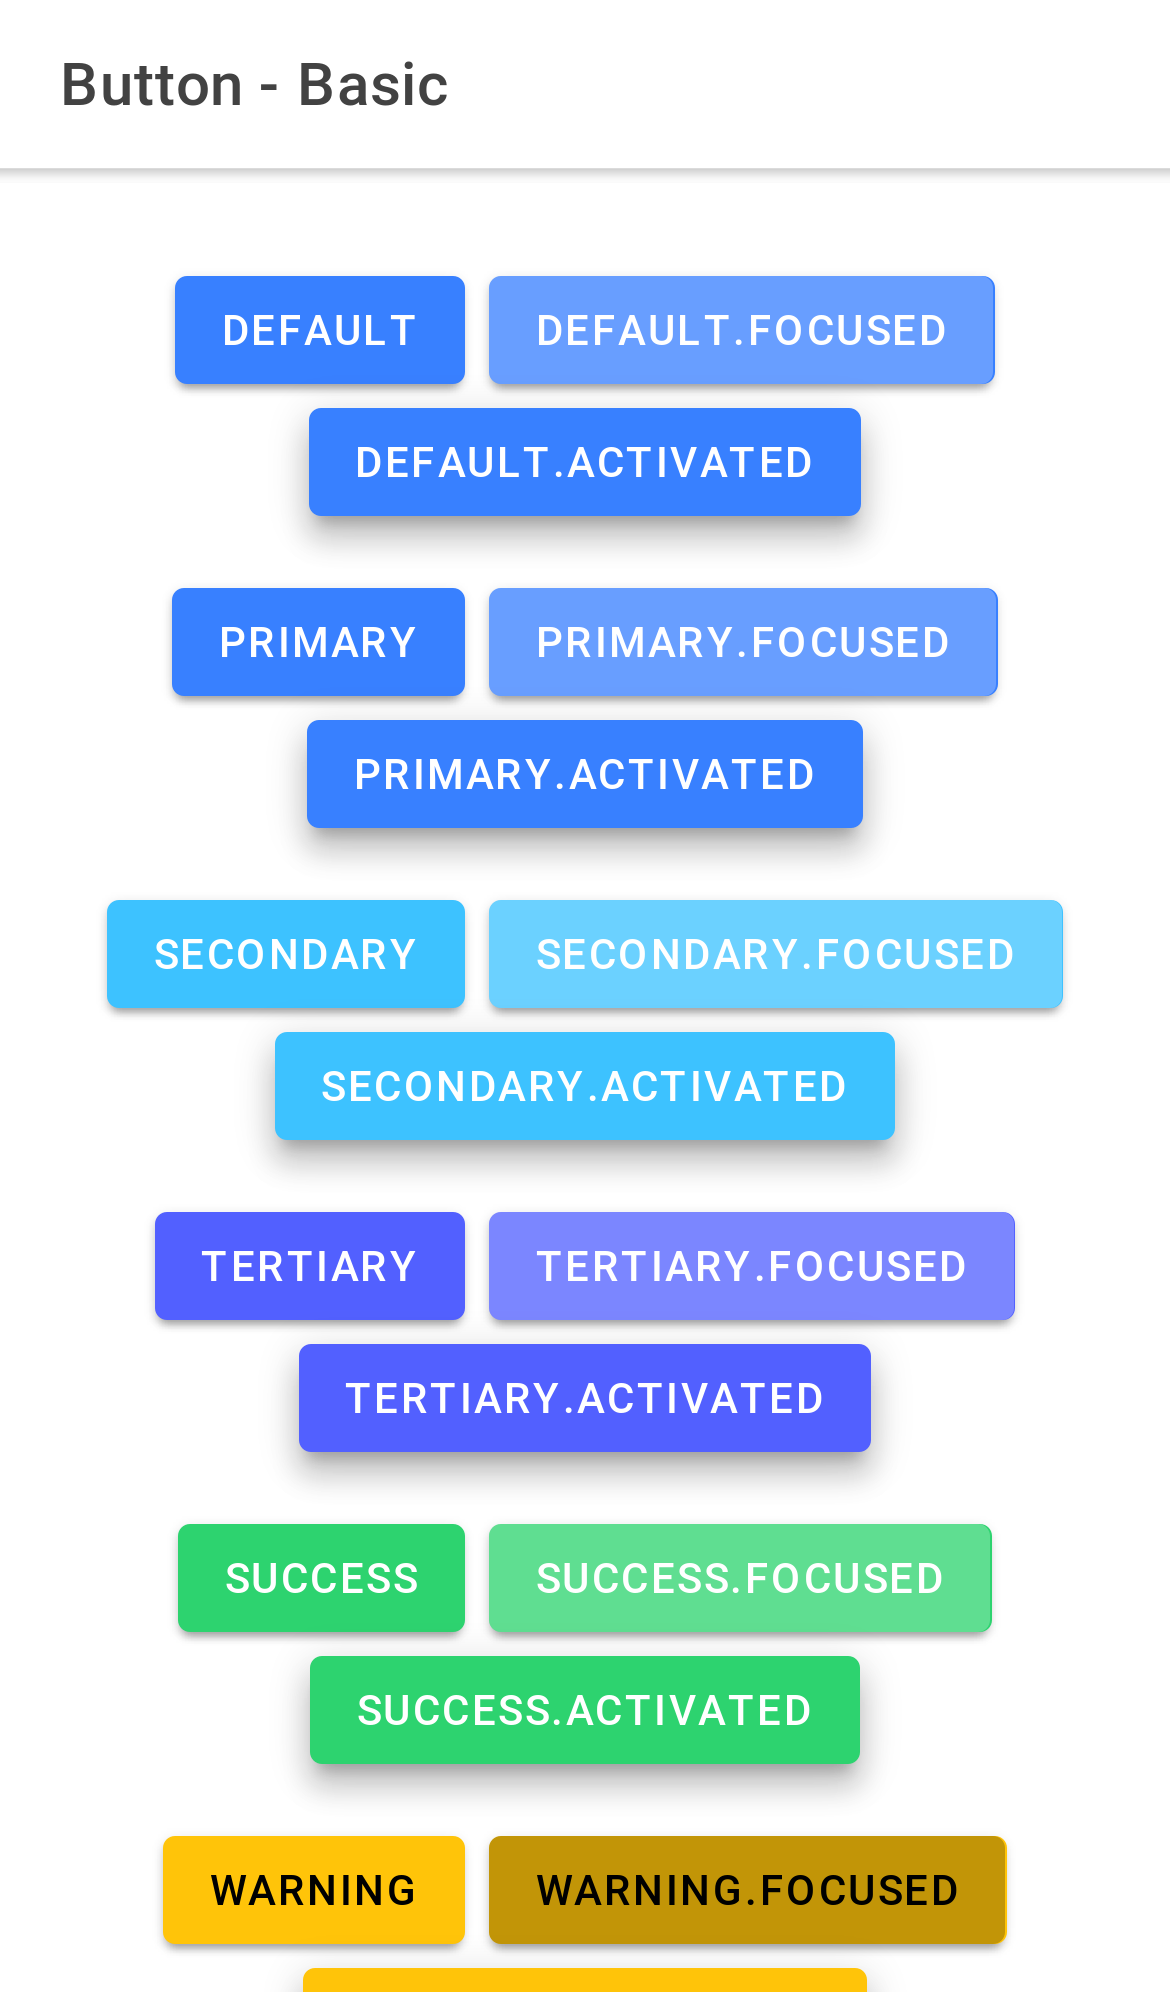 Button - Basic
DEFAULT DEFAULT.FOCUSED
DEFAULT.ACTIVATED
PRIMARY PRIMARY.FOCUSED
PRIMARY.ACTIVATED
SECONDARY SECONDARY.FOCUSED
SECONDARY.ACTIVATED
TERTIARY TERTIARY.FOCUSED
TERTIARY.ACTIVATED
SUCCESS SUCCESS.FOCUSED
SUCCESS.ACTIVATED
WARNING WARNING.FOCUSED